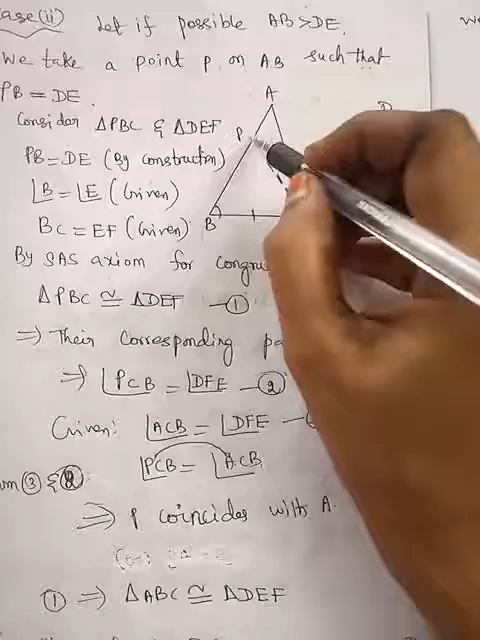 ase(ii) Let if possible AB>DE. We
We take a point P on AB such that
PB = DE
A
Consider ΔPBC & ΔDEF P
PB=DE (By construction)
∠B = ∠E (Given)
BC = EF (Given) B
By SAS axiom for congru
ΔPBC ≅ ΔDEF —①
⇒ Their corresponding pa
⇒ ∠PCB = ∠DFE —②
Given: ∠ACB = ∠DFE —
∠PCB = ∠ACB
om ③ & ②
⇒ P coincides with A.
① ⇒ ΔABC ≅ ΔDEF